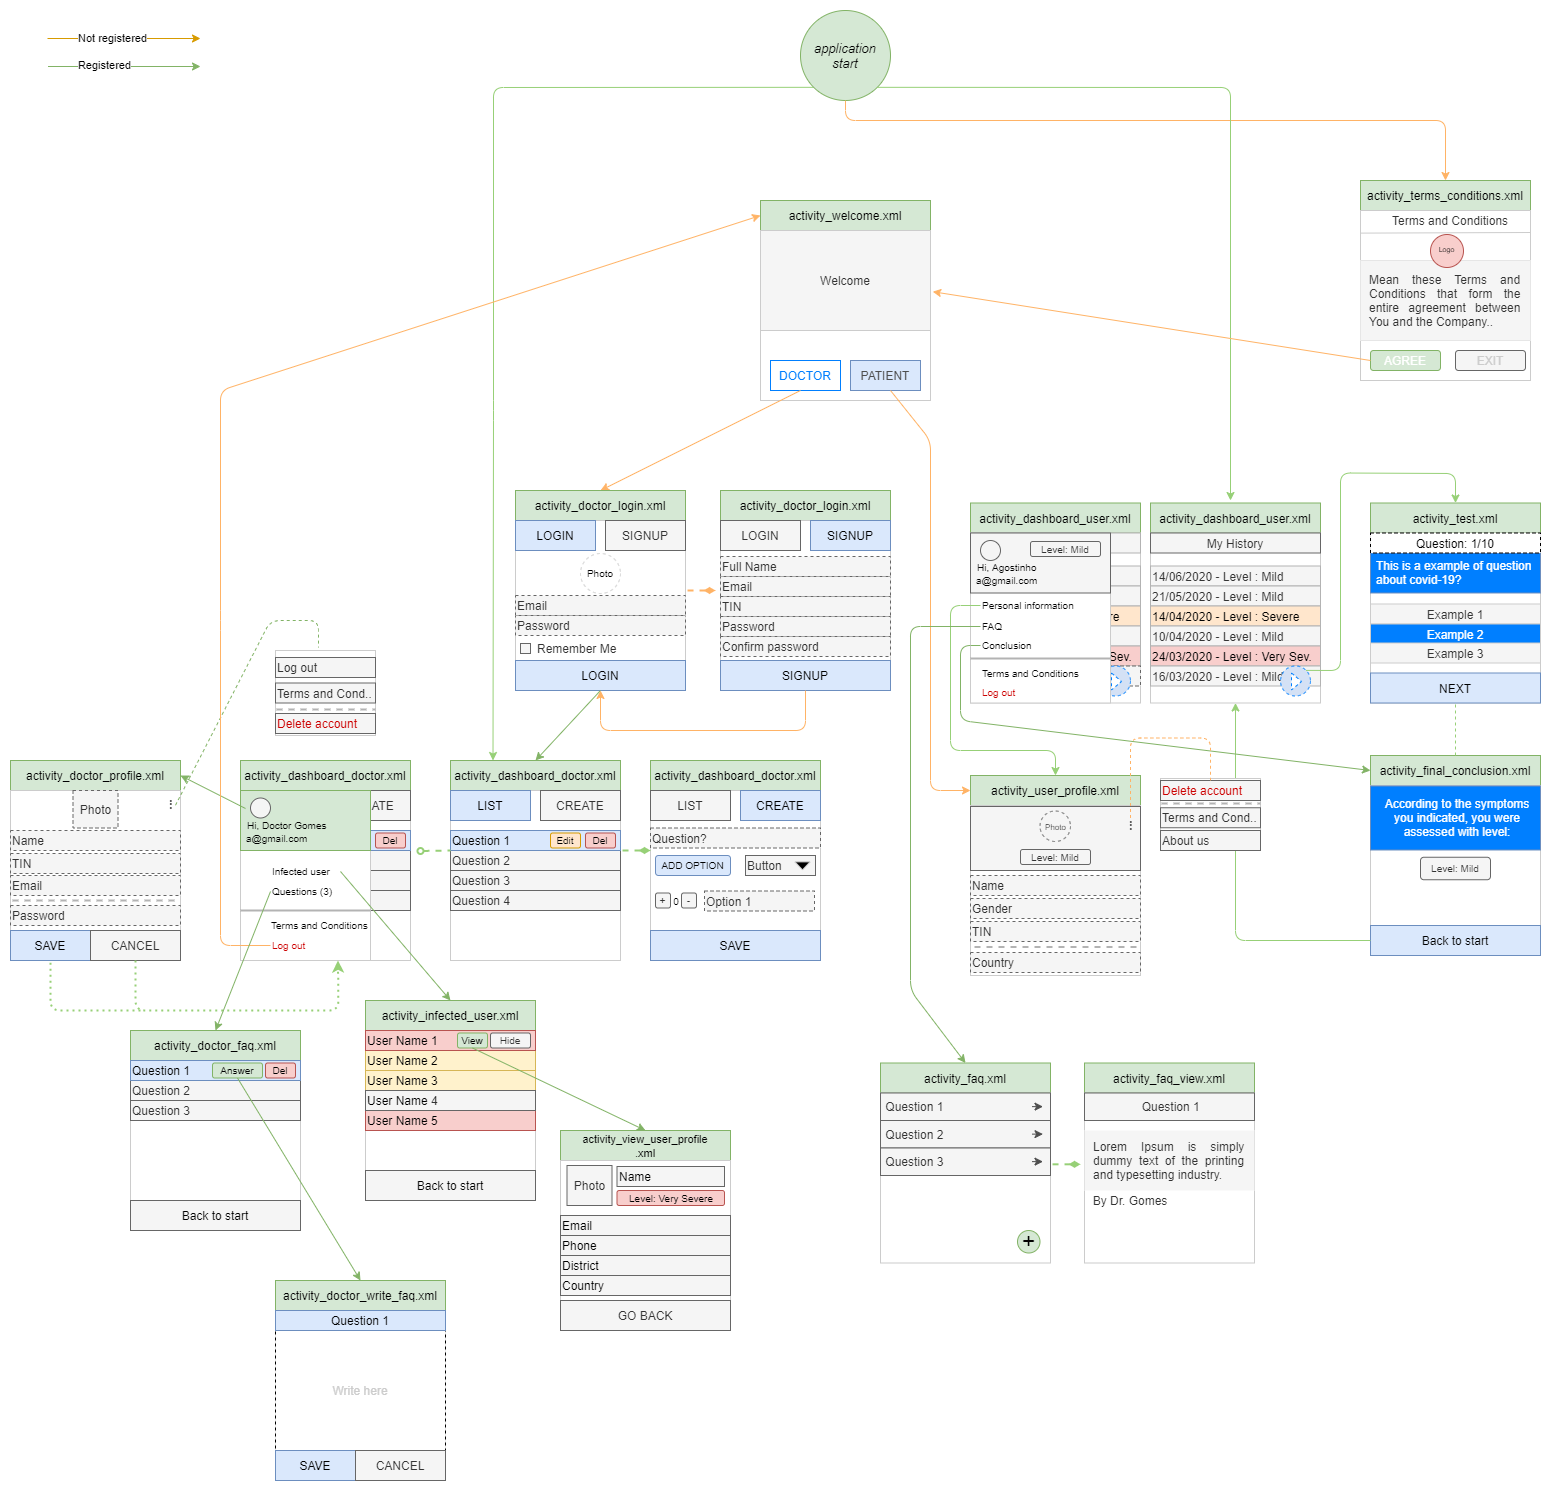 Not registered
Registered
application
start
activity_terms_conditions.xml
Terms and Conditions
Logo
Mean these Terms and
Conditions that form the
entire agreement between
You and the Company..
AGREE
EXIT
activity_welcome.xml
Welcome
DOCTOR
PATIENT
activity_doctor_login.xml
LOGIN
SIGNUP
Photo
Email
Password
Remember Me
LOGIN
activity_doctor_login.xml
LOGIN
SIGNUP
Full Name
Email
TIN
Password
Confirm password
SIGNUP
activity_dashboard_user.xml
Level: Mild
Hi, Agostinho
a@gmail.com
Personal information
re
FAQ
Conclusion
Sev.
Terms and Conditions
Log out
activity_dashboard_user.xml
My History
14/06/2020 - Level : Mild
21/05/2020 - Level : Mild
14/04/2020 - Level : Severe
10/04/2020 - Level : Mild
24/03/2020 - Level : Very Sev.
16/03/2020 - Level : Mild
activity_test.xml
Question: 1/10
This is a example of question
about covid-19?
Example 1
Example 2
Example 3
NEXT
Log out
Terms and Cond..
Delete account
activity_doctor_profile.xml
Photo
Name
TIN
Email
Password
SAVE
CANCEL
activity_dashboard_doctor.xml
ATE
Hi, Doctor Gomes
a@gmail.com
Del
Infected user
Questions (3)
Terms and Conditions
Log out
activity_dashboard_doctor.xml
LIST
CREATE
Question 1
Edit
Del
Question 2
Question 3
Question 4
activity_dashboard_doctor.xml
LIST
CREATE
Question?
ADD OPTION
Button
+
0
-
Option 1
SAVE
activity_user_profile.xml
Photo
Level: Mild
Name
Gender
TIN
Country
Delete account
Terms and Cond..
About us
activity_final_conclusion.xml
According to the symptoms
you indicated, you were
assessed with level:
Level: Mild
Back to start
activity_doctor_faq.xml
Question 1
Answer
Del
Question 2
Question 3
Back to start
activity_infected_user.xml
User Name 1
View
Hide
User Name 2
User Name 3
User Name 4
User Name 5
Back to start
activity_view_user_profile
.xml
Photo
Name
Level: Very Severe
Email
Phone
District
Country
GO BACK
activity_faq.xml
Question 1
Question 2
Question 3
+
activity_faq_view.xml
Question 1
Lorem Ipsum is simply
dummy text of the printing
and typesetting industry.
By Dr. Gomes
activity_doctor_write_faq.xml
Question 1
Write here
SAVE
CANCEL